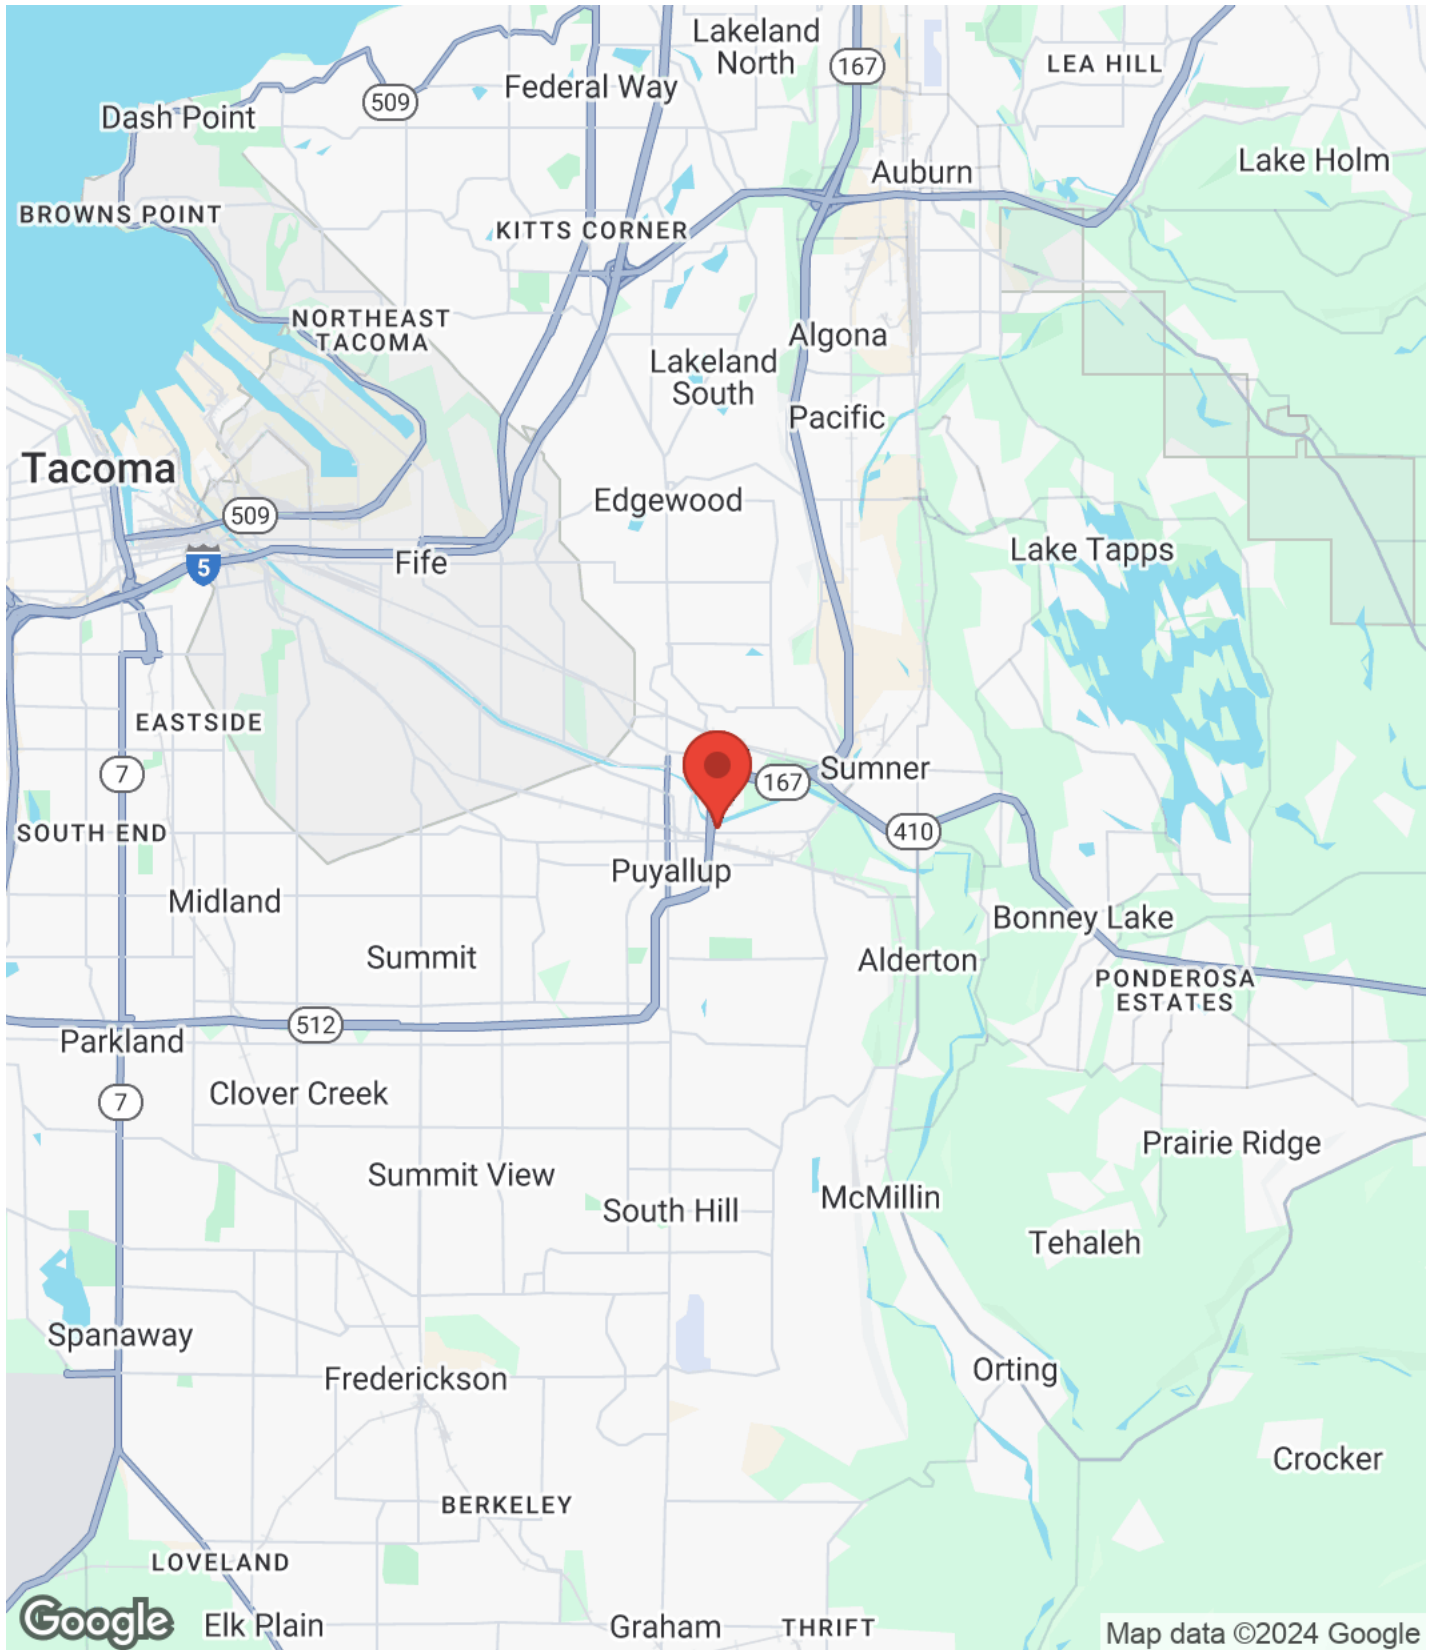 Lakeland
North
167
LEA HILL
Federal Way
509
Dash Point
Lake Holm
Auburn
BROWNS POINT
KITTS CORNER
NORTHEAST
TACOMA
Algona
Lakeland
South
Pacific
Tacoma
Edgewood
509
Lake Tapps
Fife
5
EASTSIDE
7
167
Sumner
SOUTH END
410
Puyallup
Midland
Bonney Lake
Summit
Alderton
PONDEROSA
ESTATES
512
Parkland
Clover Creek
7
Prairie Ridge
Summit View
McMillin
South Hill
Tehaleh
Spanaway
Orting
Frederickson
Crocker
BERKELEY
LOVELAND
Google
Elk Plain
Graham
THRIFT
Map data ©2024 Google